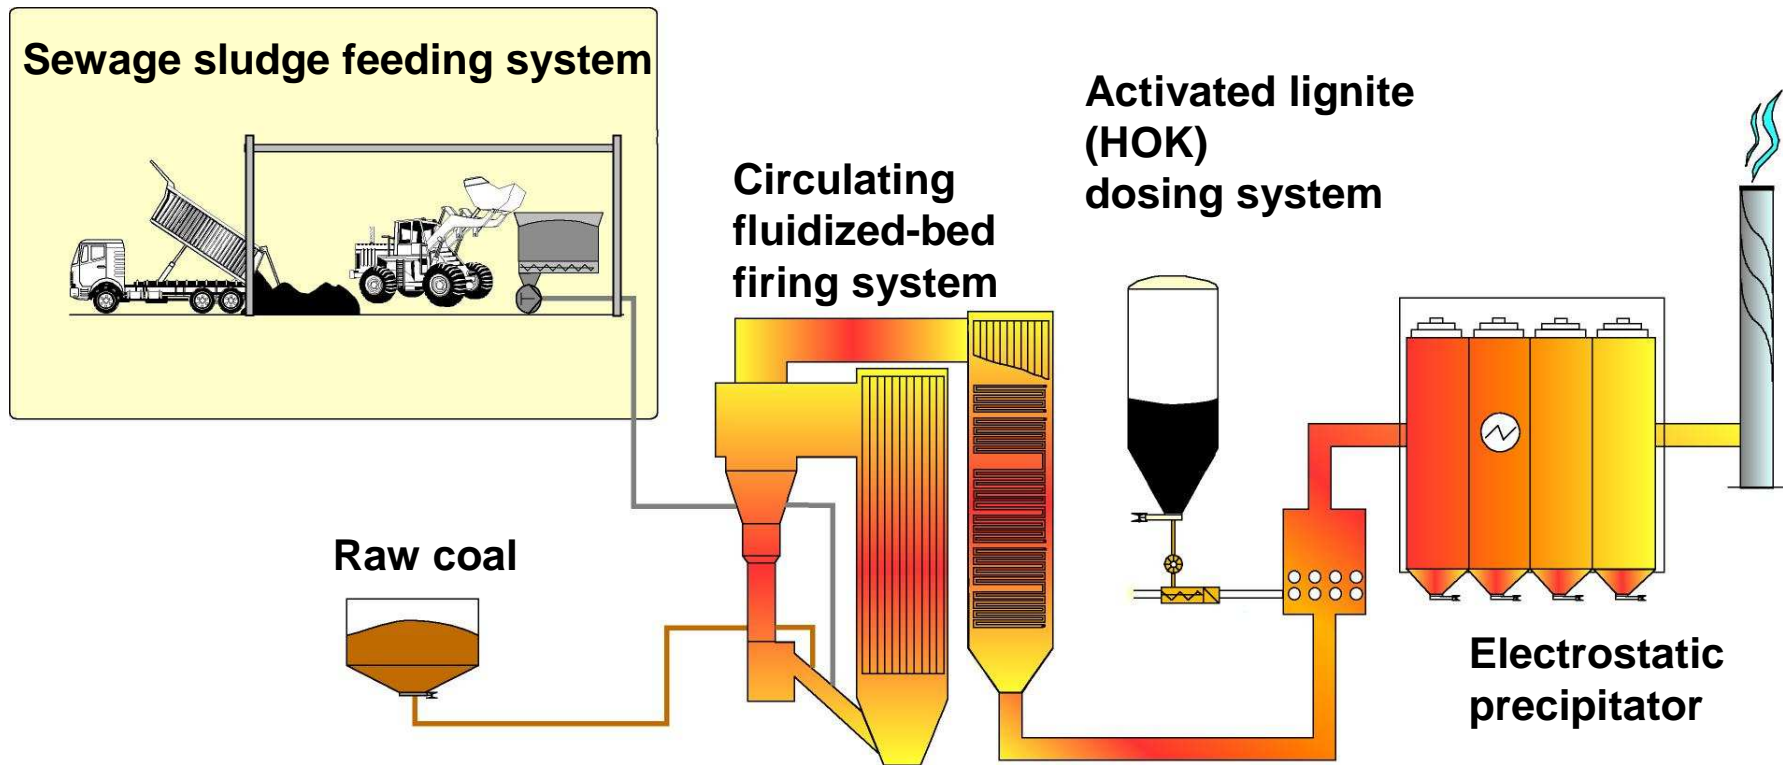 Sewage sludge feeding system
Activated lignite
(HOK)
dosing system
Circulating
fluidized-bed
firing system
Raw coal
Electrostatic
precipitator